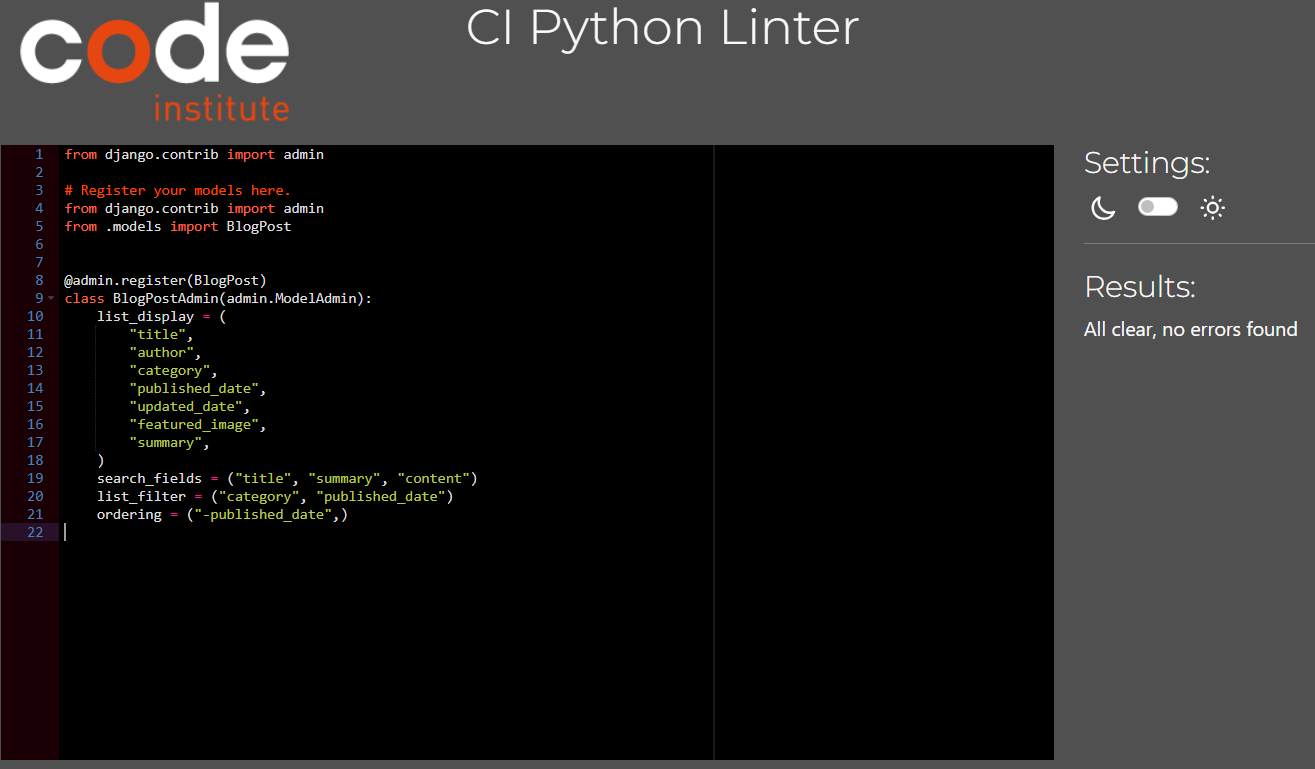 code
institute
CI Python Linter
1 from django.contrib import admin
2
3 # Register your models here.
4 from django.contrib import admin
5 from .models import BlogPost
6
7
8 @admin.register(BlogPost)
9 class BlogPostAdmin(admin.ModelAdmin):
10     list_display = (
11         "title",
12         "author",
13         "category",
14         "published_date",
15         "updated_date",
16         "featured_image",
17         "summary",
18     )
19     search_fields = ("title", "summary", "content")
20     list_filter = ("category", "published_date")
21     ordering = ("-published_date",)
22
Settings:
Results:
All clear, no errors found